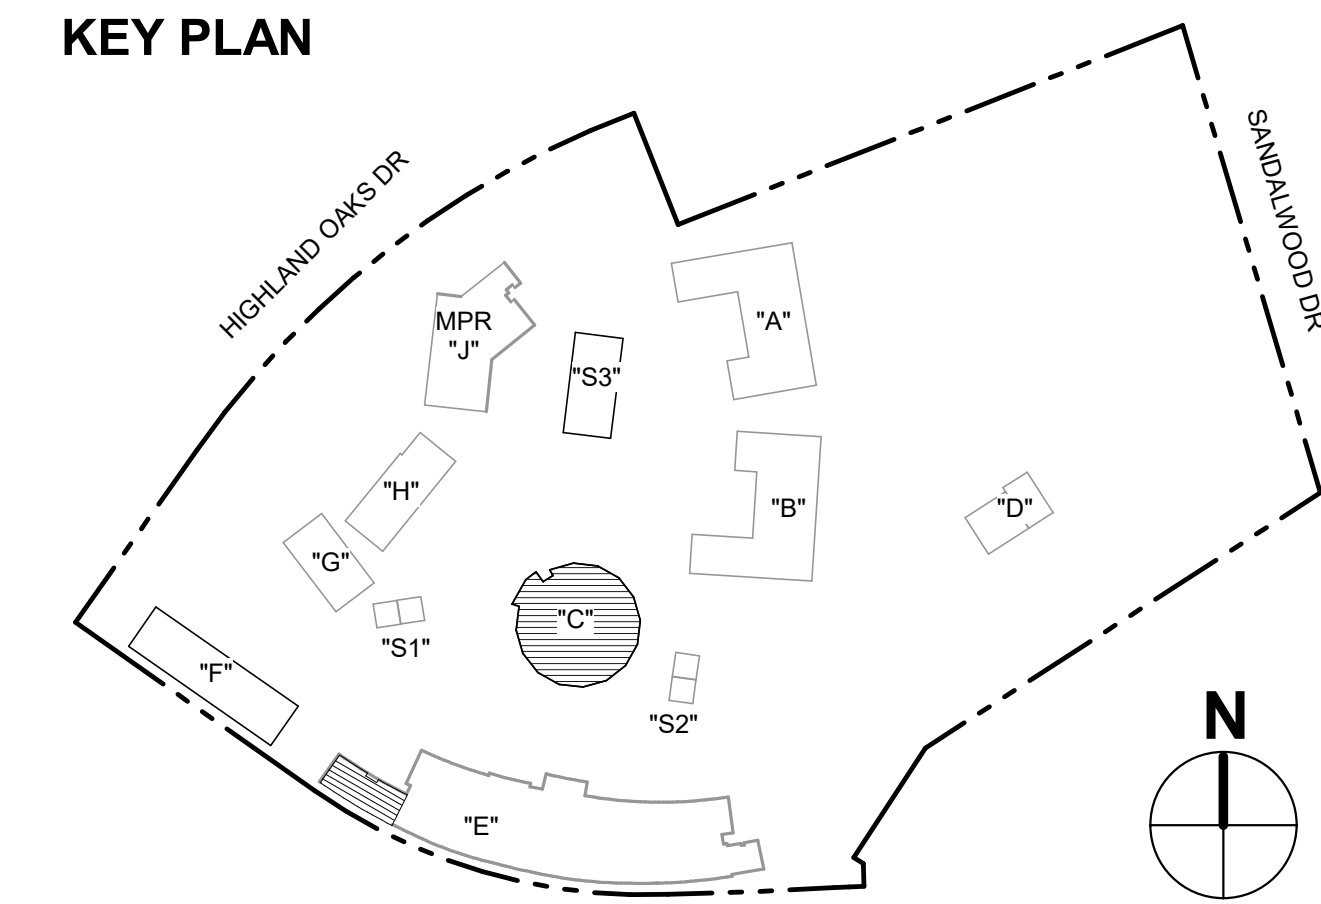 KEY PLAN
HIGHLAND OAKS DR
SANDALWOOD DR
MPR
"J"
"S3"
"A"
"H"
"B"
"D"
"G"
"C"
"S1"
"F"
"S2"
"E"
N